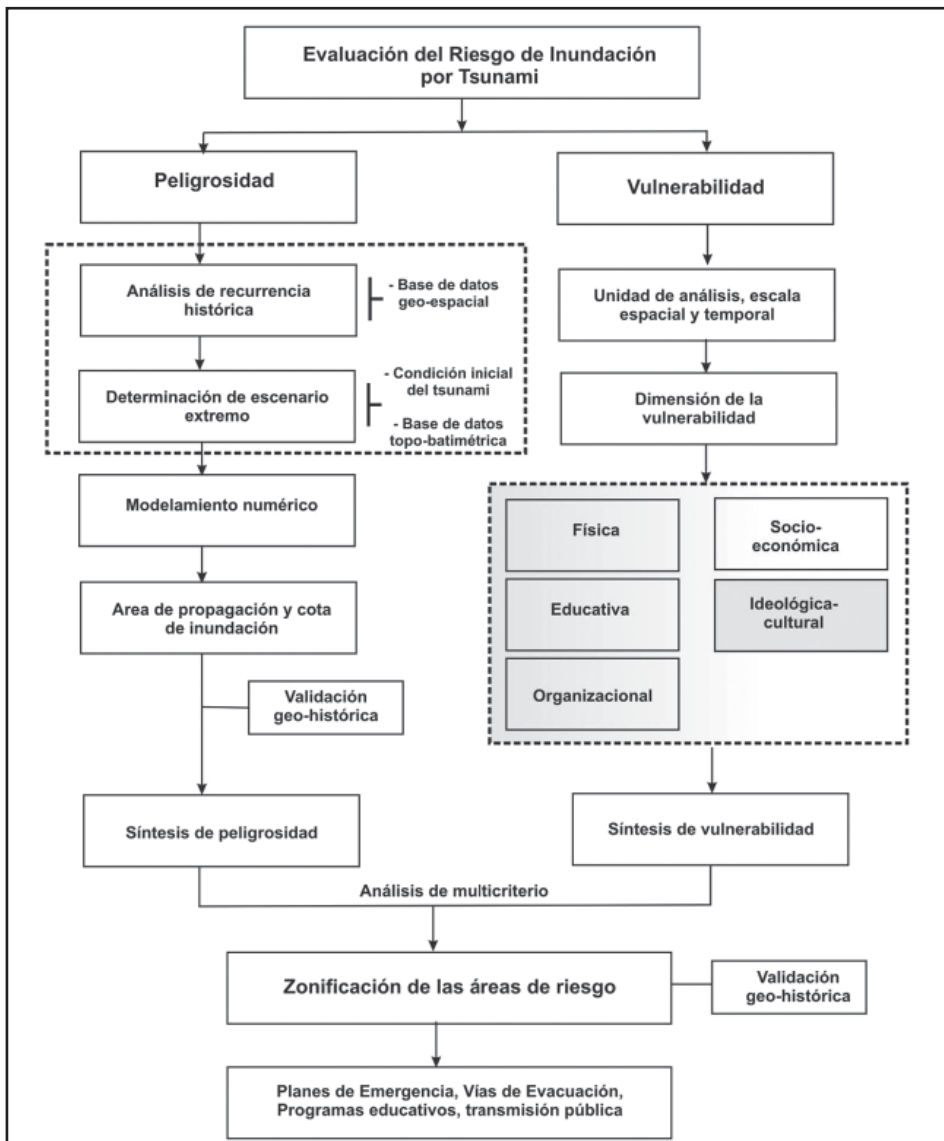 Evaluación del Riesgo de Inundación
por Tsunami
Peligrosidad
Vulnerabilidad
Análisis de recurrencia
histórica
- Base de datos
geo-espacial
Determinación de escenario
extremo
- Condición inicial
del tsunami
- Base de datos
topo-batimétrica
Modelamiento numérico
Area de propagación y cota
de inundación
Validación
geo-histórica
Síntesis de peligrosidad
Unidad de análisis, escala
espacial y temporal
Dimensión de la
vulnerabilidad
Física
Socio-
económica
Educativa
Ideológica-
cultural
Organizacional
Síntesis de vulnerabilidad
Análisis de multicriterio
Zonificación de las áreas de riesgo
Validación
geo-histórica
Planes de Emergencia, Vías de Evacuación,
Programas educativos, transmisión pública